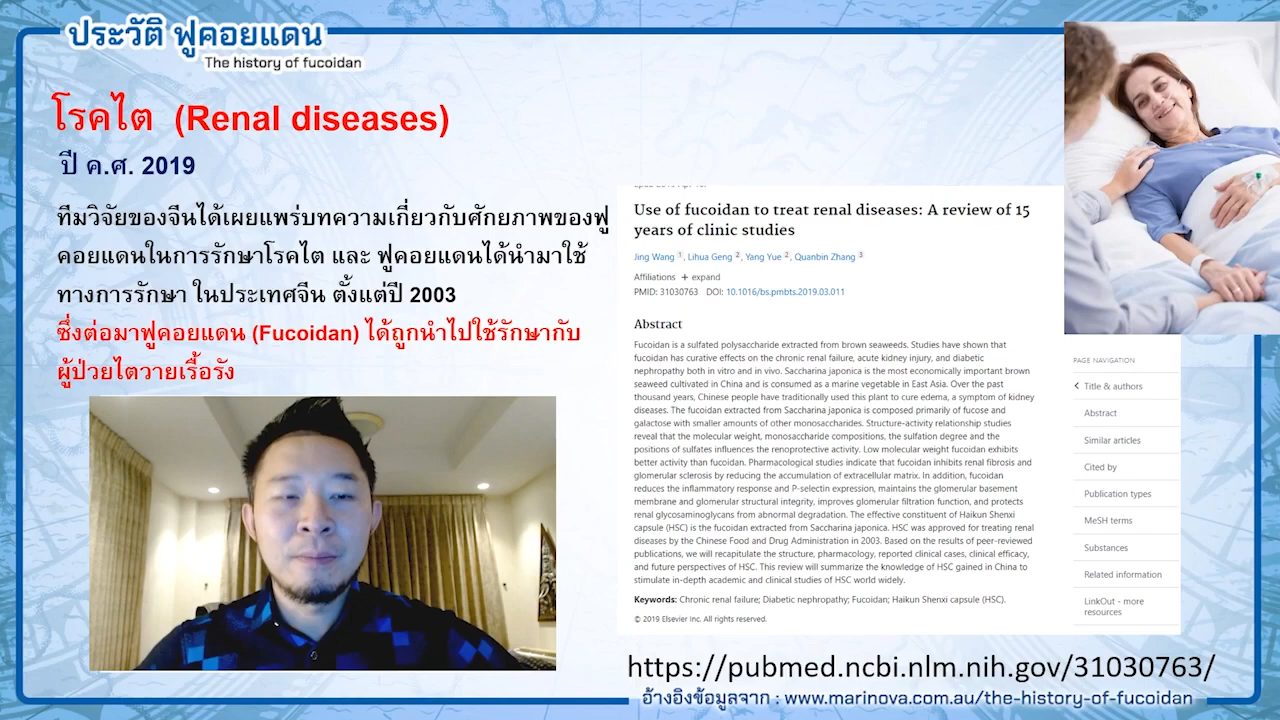 ประวัติ ฟูคอยแดน
The history of fucoidan
โรคไต (Renal diseases)
ปี ค.ศ. 2019
ทีมวิจัยของจีนได้เผยแพร่บทความเกี่ยวกับศักยภาพของฟู
คอยแดนในการรักษาโรคไต และ ฟูคอยแดนได้นำมาใช้
ทางการรักษา ในประเทศจีน ตั้งแต่ปี 2003
ซึ่งต่อมาฟูคอยแดน (Fucoidan) ได้ถูกนำไปใช้รักษากับ
ผู้ป่วยไตวายเรื้อรัง
Use of fucoidan to treat renal diseases: A review of 15
years of clinic studies
Jing Wang 1, Lihua Geng 2, Yang Yue 2, Quanbin Zhang 3
Affiliations + expand
PMID: 31030763 DOI: 10.1016/bs.pmbts.2019.03.011
Abstract
Fucoidan is a sulfated polysaccharide extracted from brown seaweeds. Studies have shown that
fucoidan has curative effects on the chronic renal failure, acute kidney injury, and diabetic
nephropathy both in vitro and in vivo. Saccharina japonica is the most economically important brown
seaweed cultivated in China and is consumed as a marine vegetable in East Asia. Over the past
thousand years, Chinese people have traditionally used this plant to cure edema, a symptom of kidney
diseases. The fucoidan extracted from Saccharina japonica is composed primarily of fucose and
galactose with smaller amounts of other monosaccharides. Structure-activity relationship studies
reveal that the molecular weight, monosaccharide compositions, the sulfation degree and the
positions of sulfates influences the renoprotective activity. Low molecular weight fucoidan exhibits
better activity than fucoidan. Pharmacological studies indicate that fucoidan inhibits renal fibrosis and
glomerular sclerosis by reducing the accumulation of extracellular matrix. In addition, fucoidan
reduces the inflammatory response and P-selectin expression, maintains the glomerular basement
membrane and glomerular structural integrity, improves glomerular filtration function, and protects
renal glycosaminoglycans from abnormal degradation. The effective constituent of Haikun Shenxi
capsule (HSC) is the fucoidan extracted from Saccharina japonica. HSC was approved for treating renal
diseases by the Chinese Food and Drug Administration in 2003. Based on the results of peer-reviewed
publications, we will recapitulate the structure, pharmacology, reported clinical cases, clinical efficacy,
and future perspectives of HSC. This review will summarize the knowledge of HSC gained in China to
stimulate in-depth academic and clinical studies of HSC world widely.
Keywords: Chronic renal failure; Diabetic nephropathy; Fucoidan; Haikun Shenxi capsule (HSC).
© 2019 Elsevier Inc. All rights reserved.
PAGE NAVIGATION
Title & authors
Abstract
Similar articles
Cited by
Publication types
MeSH terms
Substances
Related information
LinkOut - more
resources
https://pubmed.ncbi.nlm.nih.gov/31030763/
อ้างอิงข้อมูลจาก : www.marinova.com.au/the-history-of-fucoidan